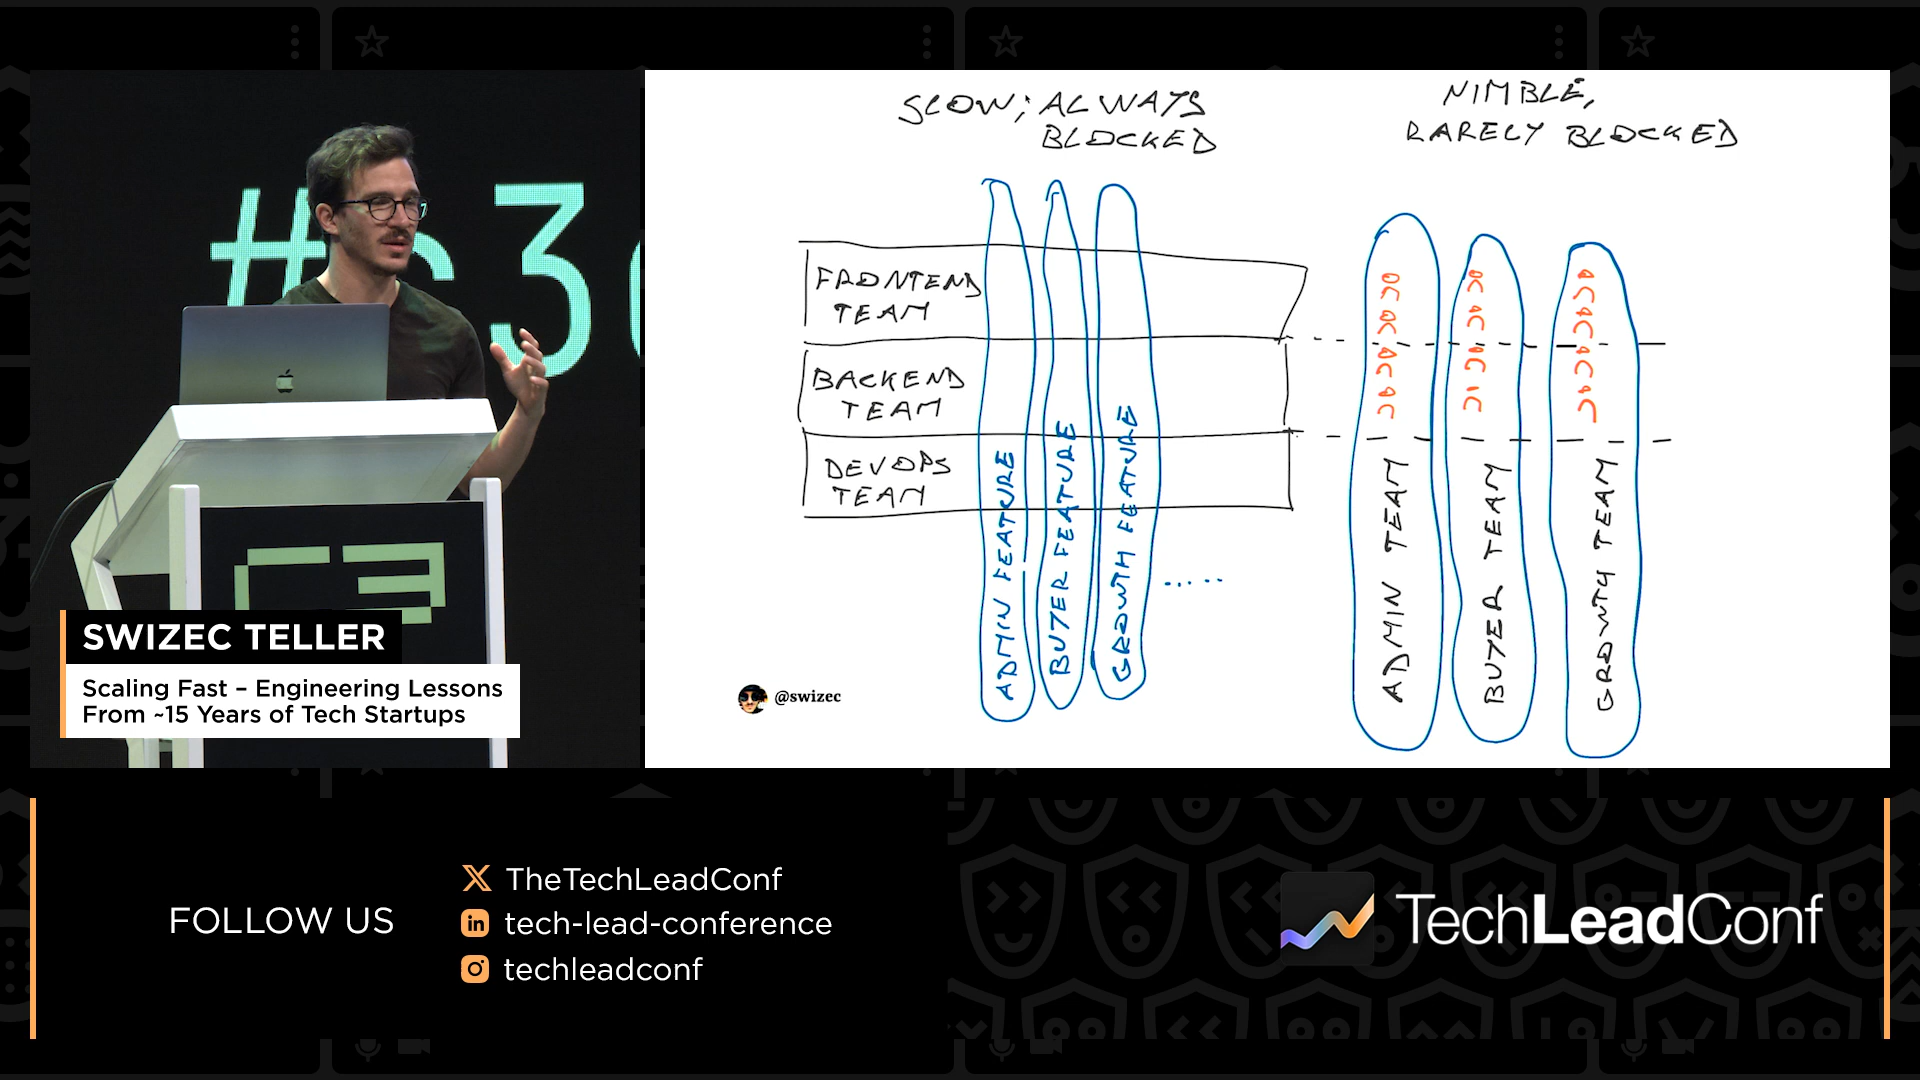 #c3
SWIZEC TELLER
Scaling Fast – Engineering Lessons
From ~15 Years of Tech Startups
SLOW; ALWAYS
BLOCKED
FRONTEND
TEAM
BACKEND
TEAM
DEVOPS
TEAM
ADMIN FEATURE
BUYER FEATURE
GROWTH FEATURE
.....
@swizec
NIMBLE,
RARELY BLOCKED
ADMIN TEAM
BUYER TEAM
GROWTH TEAM
FOLLOW US
TheTechLeadConf
tech-lead-conference
techleadconf
TechLeadConf